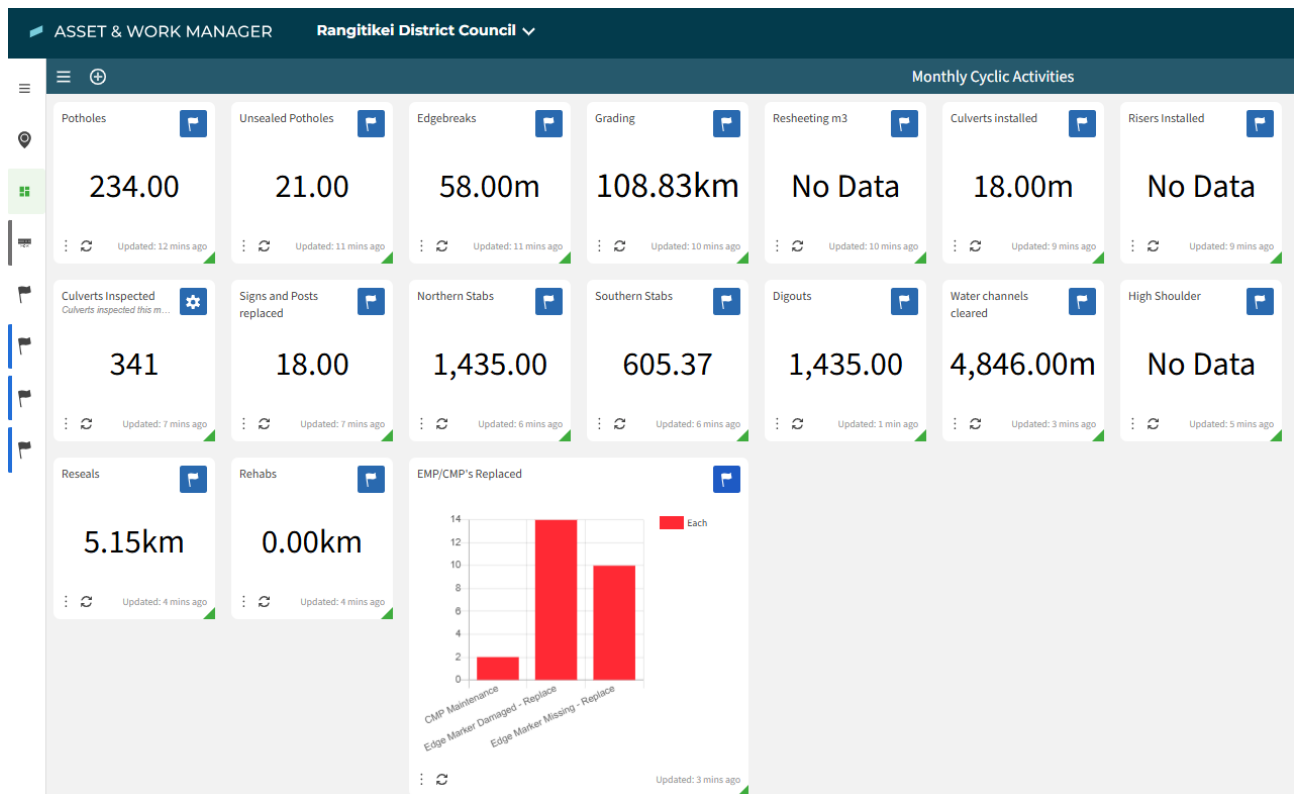 ASSET & WORK MANAGER
Rangitikei District Council
Monthly Cyclic Activities
Potholes
234.00
Updated: 12 mins ago
Unsealed Potholes
21.00
Updated: 11 mins ago
Edgebreaks
58.00m
Updated: 11 mins ago
Grading
108.83km
Updated: 10 mins ago
Resheeting m3
No Data
Updated: 10 mins ago
Culverts installed
18.00m
Updated: 9 mins ago
Risers Installed
No Data
Updated: 9 mins ago
Culverts Inspected
Culverts inspected this m...
341
Updated: 7 mins ago
Signs and Posts
replaced
18.00
Updated: 7 mins ago
Northern Stabs
1,435.00
Updated: 6 mins ago
Southern Stabs
605.37
Updated: 6 mins ago
Digouts
1,435.00
Updated: 1 min ago
Water channels
cleared
4,846.00m
Updated: 3 mins ago
High Shoulder
No Data
Updated: 5 mins ago
Reseals
5.15km
Updated: 4 mins ago
Rehabs
0.00km
Updated: 4 mins ago
EMP/CMP's Replaced
Each
14
12
10
8
6
4
2
0
CMP Maintenance
Edge Marker Damaged - Replace
Edge Marker Missing - Replace
Updated: 3 mins ago